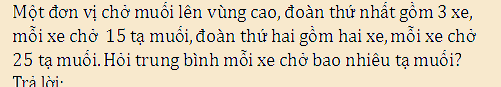 Một đơn vị chở muối lên vùng cao, đoàn thứ nhất gồm 3 xe,
mỗi xe chở 15 tạ muối, đoàn thứ hai gồm hai xe, mỗi xe chở
25 tạ muối. Hỏi trung bình mỗi xe chở bao nhiêu tạ muối?
Trả lời: